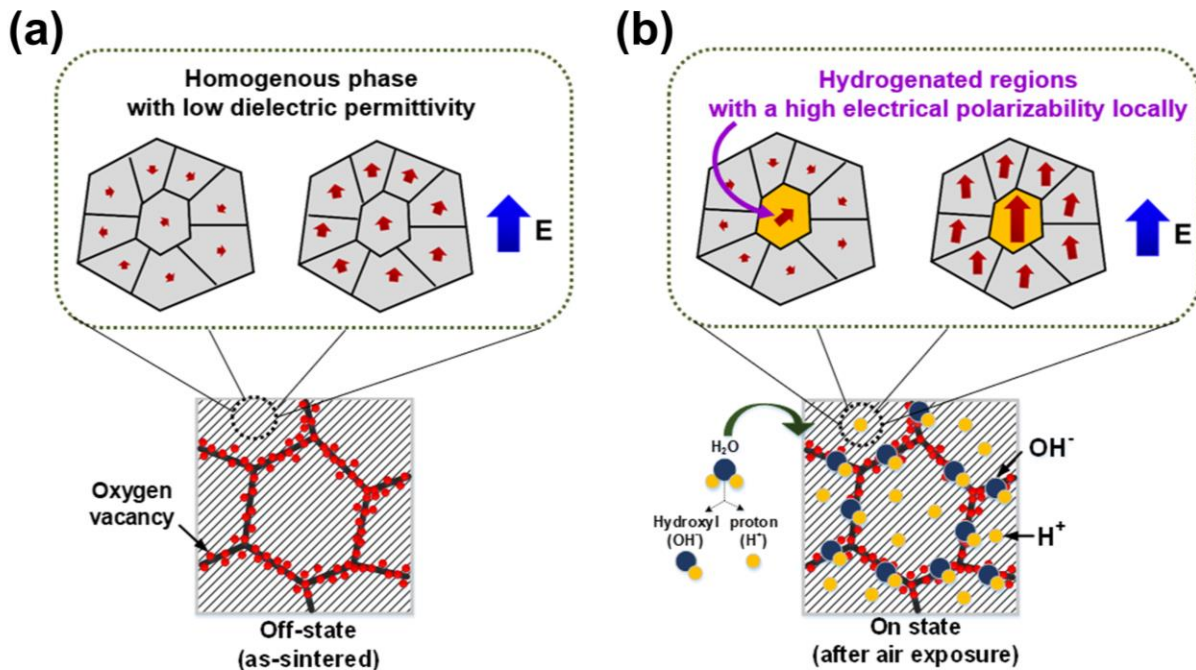 (a)
Homogenous phase
with low dielectric permittivity
E
Oxygen
vacancy
Off-state
(as-sintered)
(b)
Hydrogenated regions
with a high electrical polarizability locally
E
H₂O
Hydroxyl
(OH⁻)
proton
(H⁺)
OH⁻
H⁺
On state
(after air exposure)